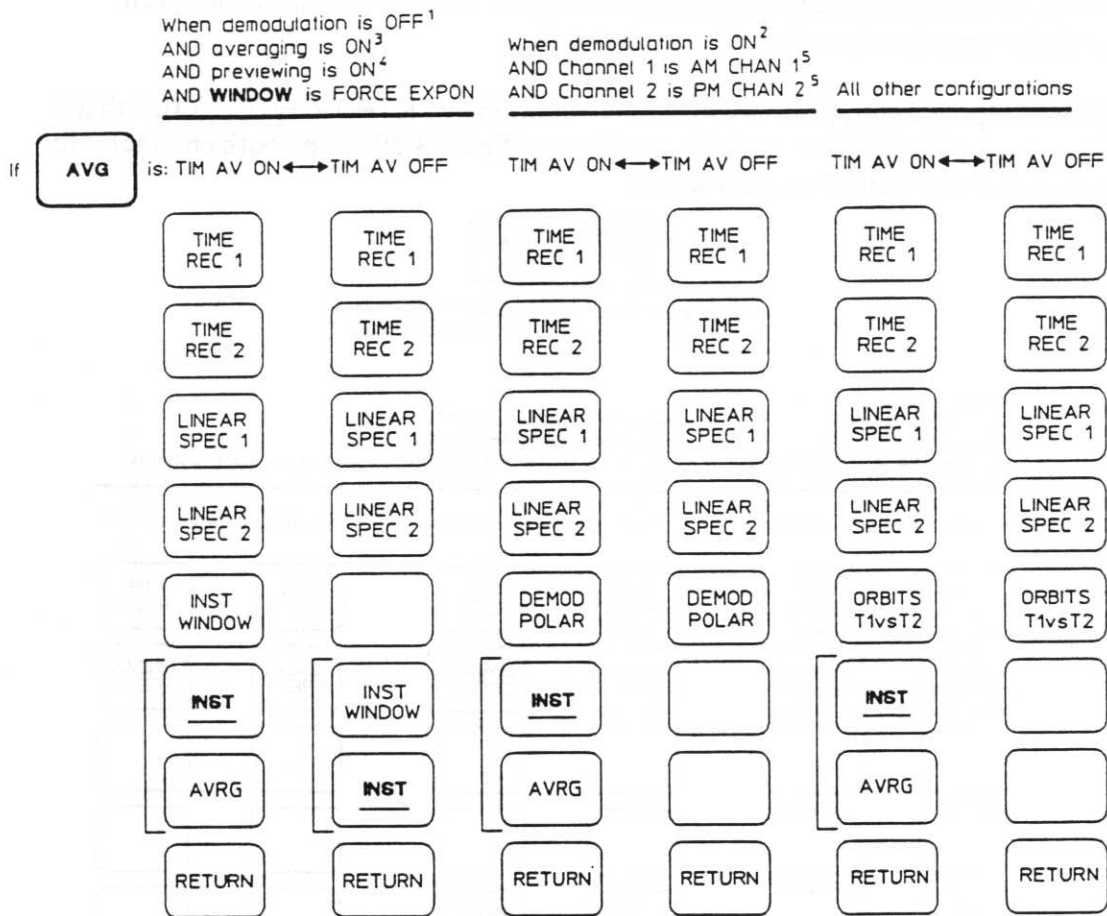 When demodulation is OFF¹
AND averaging is ON³
AND previewing is ON⁴
AND WINDOW is FORCE EXPON
When demodulation is ON²
AND Channel 1 is AM CHAN 1⁵
AND Channel 2 is PM CHAN 2⁵
All other configurations
If AVG is: TIM AV ON↔TIM AV OFF TIM AV ON↔TIM AV OFF TIM AV ON↔TIM AV OFF
TIME TIME TIME TIME TIME TIME
REC 1 REC 1 REC 1 REC 1 REC 1 REC 1
TIME TIME TIME TIME TIME TIME
REC 2 REC 2 REC 2 REC 2 REC 2 REC 2
LINEAR LINEAR LINEAR LINEAR LINEAR LINEAR
SPEC 1 SPEC 1 SPEC 1 SPEC 1 SPEC 1 SPEC 1
LINEAR LINEAR LINEAR LINEAR LINEAR LINEAR
SPEC 2 SPEC 2 SPEC 2 SPEC 2 SPEC 2 SPEC 2
INST DEMOD DEMOD ORBITS ORBITS
WINDOW POLAR POLAR T1vsT2 T1vsT2
INST INST INST INST
WINDOW
AVRG INST AVRG AVRG
RETURN RETURN RETURN RETURN RETURN RETURN